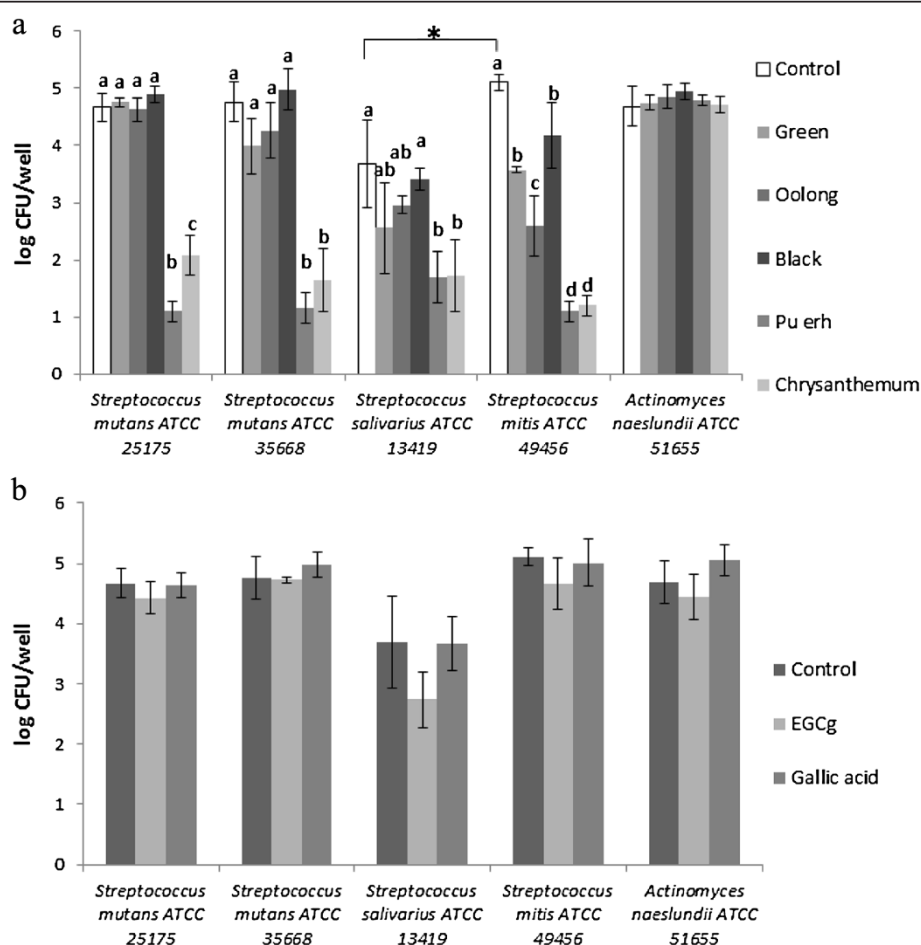 a
*
6
5
4
3
2
1
0
log CFU/well
a a a a b c
a a a a b b
a ab ab a b b
a b c b d d
Streptococcus mutans ATCC 25175
Streptococcus mutans ATCC 35668
Streptococcus salivarius ATCC 13419
Streptococcus mitis ATCC 49456
Actinomyces naeslundii ATCC 51655
Control
Green
Oolong
Black
Pu erh
Chrysanthemum
b
6
5
4
3
2
1
0
log CFU/well
Streptococcus mutans ATCC 25175
Streptococcus mutans ATCC 35668
Streptococcus salivarius ATCC 13419
Streptococcus mitis ATCC 49456
Actinomyces naeslundii ATCC 51655
Control
EGCg
Gallic acid